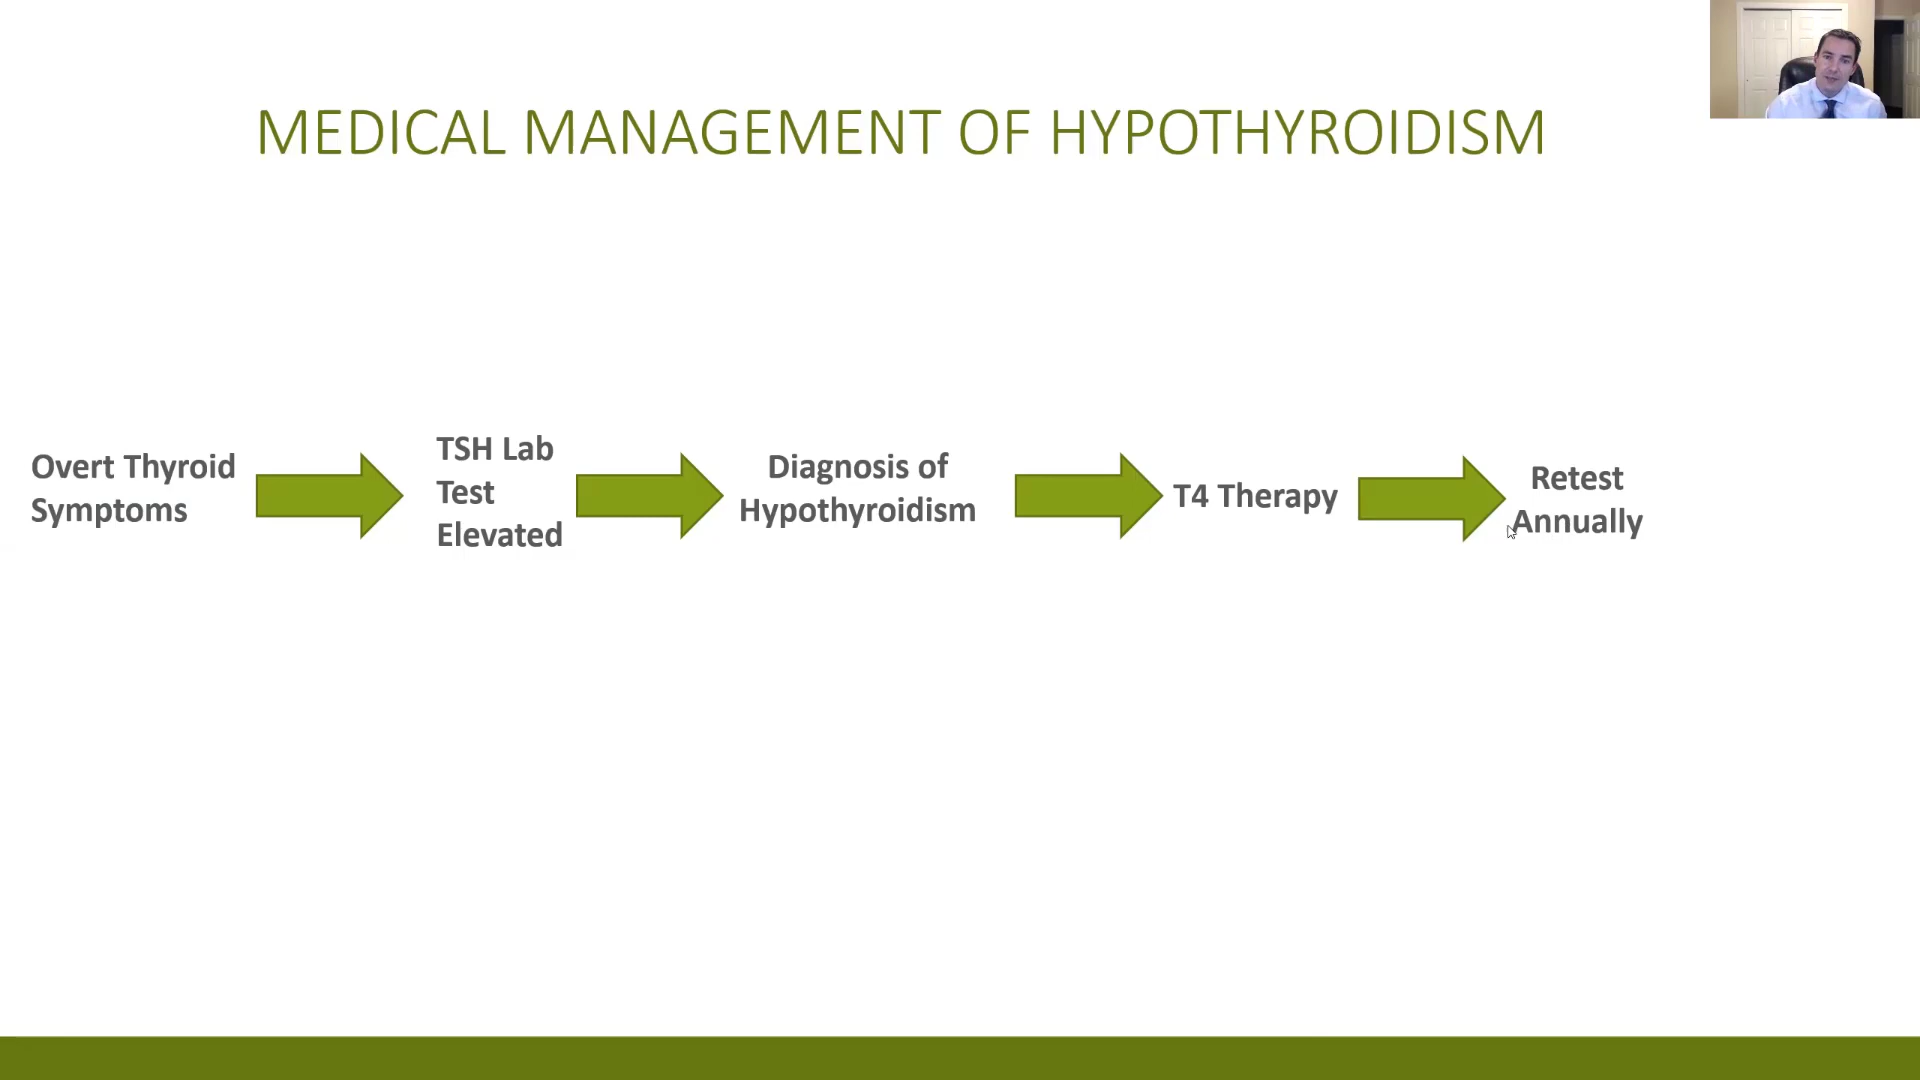 MEDICAL MANAGEMENT OF HYPOTHYROIDISM
Overt Thyroid
Symptoms
TSH Lab
Test
Elevated
Diagnosis of
Hypothyroidism
T4 Therapy
Retest
Annually